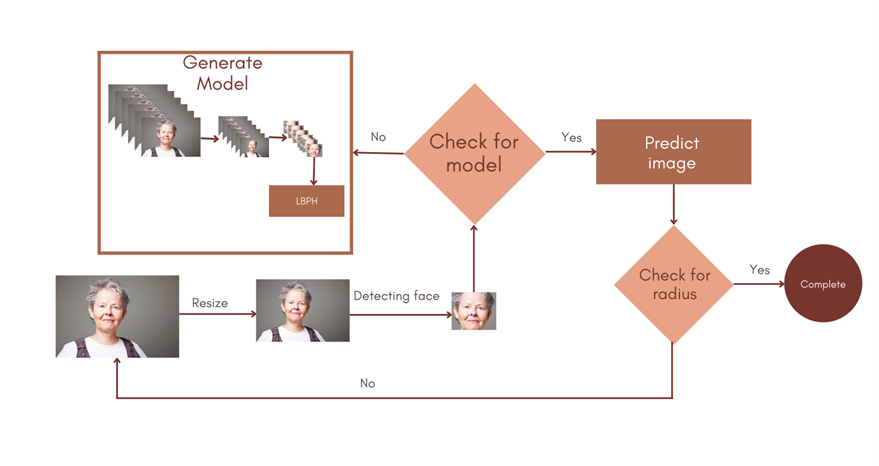 Generate
Model
LBPH
No
Check for
model
Yes
Predict
image
Check for
radius
Yes
Complete
Resize
Detecting face
No